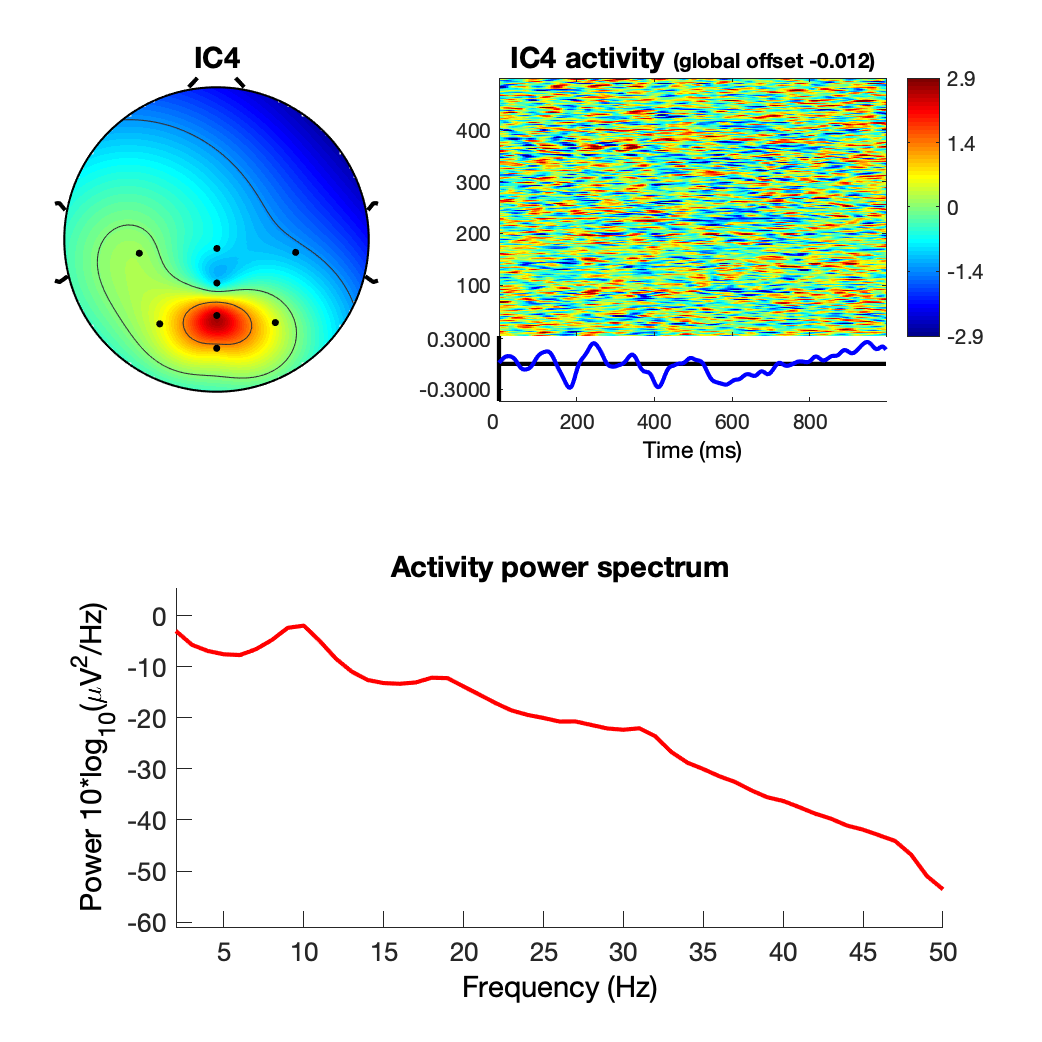 IC4
IC4 activity (global offset -0.012)
400
300
200
100
0.3000
-0.3000
0 200 400 600 800
Time (ms)
2.9
1.4
0
-1.4
-2.9
Activity power spectrum
Power 10*log10(μV2/Hz)
0
-10
-20
-30
-40
-50
-60
5 10 15 20 25 30 35 40 45 50
Frequency (Hz)